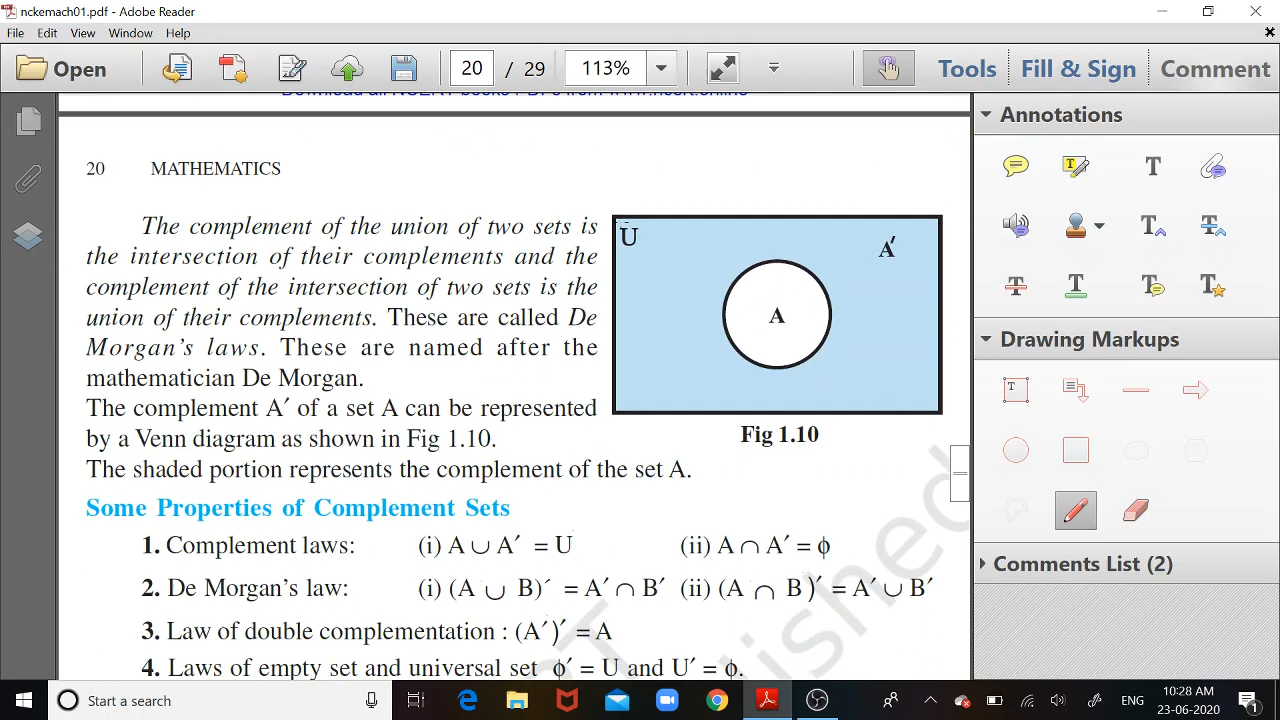 nckemach01.pdf - Adobe Reader
File Edit View Window Help
Open 20 / 29 113% Tools Fill & Sign Comment
Annotations
20 MATHEMATICS
The complement of the union of two sets is
the intersection of their complements and the
complement of the intersection of two sets is the
union of their complements. These are called De
Morgan's laws. These are named after the
mathematician De Morgan.
The complement A′ of a set A can be represented
by a Venn diagram as shown in Fig 1.10.
The shaded portion represents the complement of the set A.
U
A′
A
Fig 1.10
Some Properties of Complement Sets
1. Complement laws: (i) A ∪ A′ = U (ii) A ∩ A′ = φ
2. De Morgan's law: (i) (A ∪ B)´ = A′ ∩ B′ (ii) (A ∩ B)′ = A′ ∪ B′
3. Law of double complementation : (A′)′ = A
4. Laws of empty set and universal set φ′ = U and U′ = φ.
Drawing Markups
Comments List (2)
Start a search
ENG
10:28 AM
23-06-2020
1